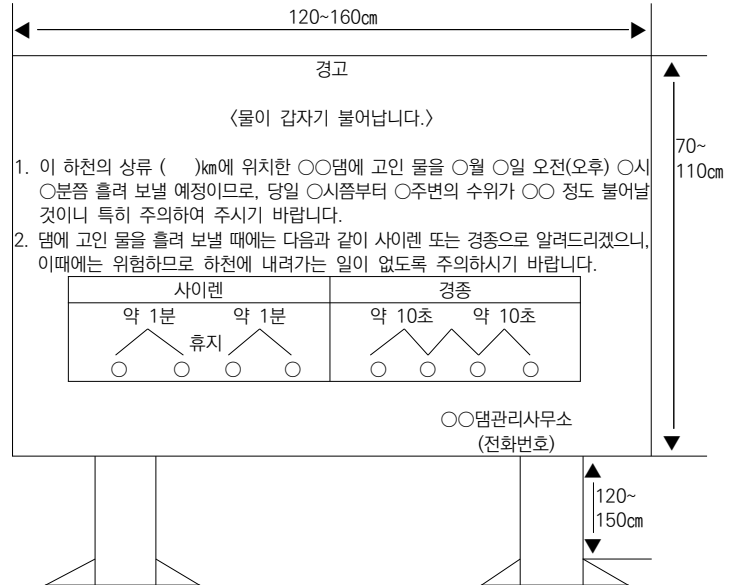 120~160㎝
경고
〈물이 갑자기 불어납니다.〉
70~
110㎝
1. 이 하천의 상류 (    )㎞에 위치한 ○○댐에 고인 물을 ○월 ○일 오전(오후) ○시
○분쯤 흘려 보낼 예정이므로, 당일 ○시쯤부터 ○주변의 수위가 ○○ 정도 불어날
것이니 특히 주의하여 주시기 바랍니다.
2. 댐에 고인 물을 흘려 보낼 때에는 다음과 같이 사이렌 또는 경종으로 알려드리겠으니,
이때에는 위험하므로 하천에 내려가는 일이 없도록 주의하시기 바랍니다.
사이렌 경종
약 1분 약 1분 약 10초 약 10초
휴지
○ ○ ○ ○ ○ ○ ○ ○
○○댐관리사무소
(전화번호)
120~
150㎝